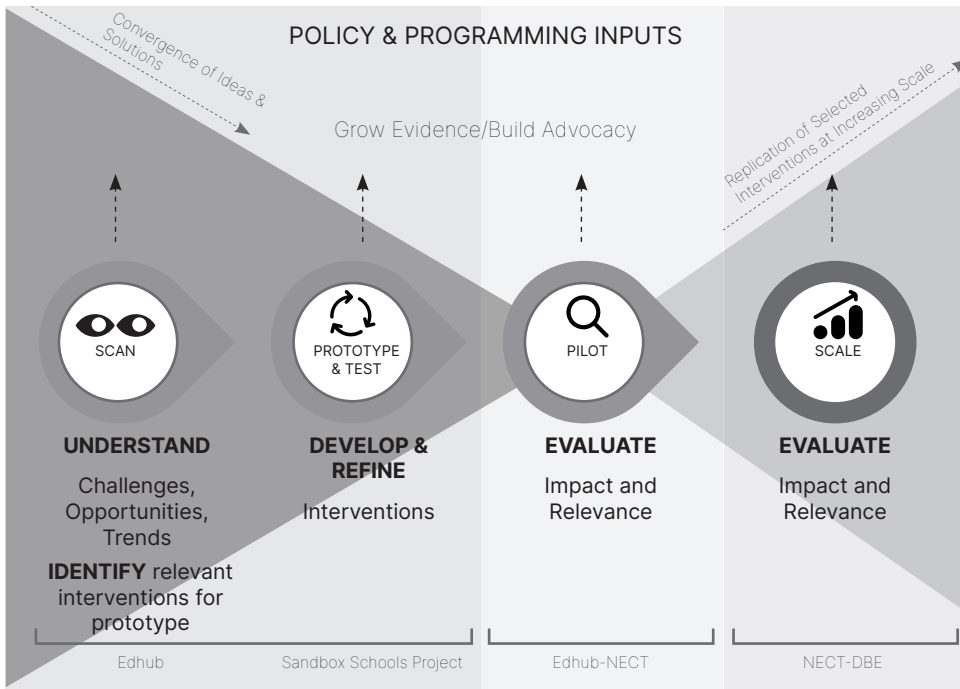 POLICY & PROGRAMMING INPUTS
Convergence of Ideas &
Solutions
Grow Evidence/Build Advocacy
Replication of Selected
Interventions at Increasing Scale
SCAN
PROTOTYPE
& TEST
PILOT
SCALE
UNDERSTAND
Challenges,
Opportunities,
Trends
IDENTIFY relevant
interventions for
prototype
DEVELOP &
REFINE
Interventions
EVALUATE
Impact and
Relevance
EVALUATE
Impact and
Relevance
Edhub
Sandbox Schools Project
Edhub-NECT
NECT-DBE